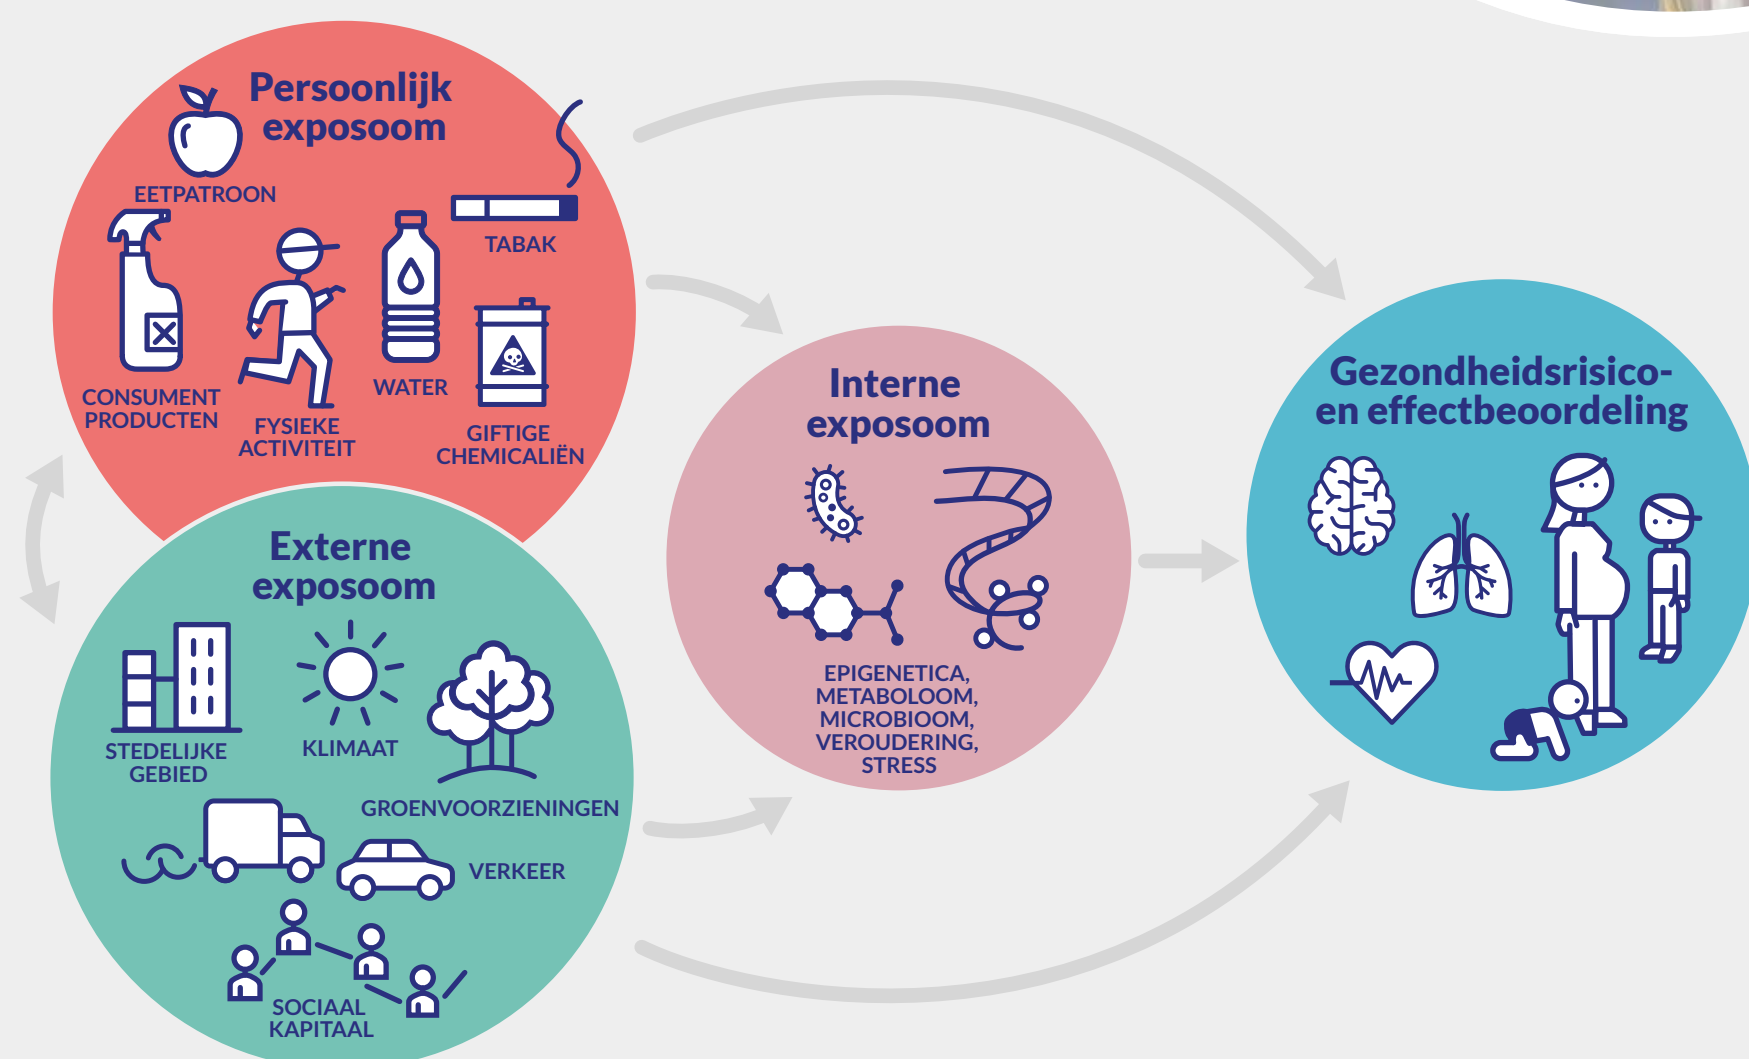 Persoonlijk
exposoom
EETPATROON
TABAK
CONSUMENT
PRODUCTEN
FYSIEKE
ACTIVITEIT
WATER
GIFTIGE
CHEMICALIËN
Externe
exposoom
STEDELIJKE
GEBIED
KLIMAAT
GROENVOORZIENINGEN
VERKEER
SOCIAAL
KAPITAAL
Interne
exposoom
EPIGENETICA,
METABOLOOM,
MICROBIOOM,
VEROUDERING,
STRESS
Gezondheidsrisico-
en effectbeoordeling